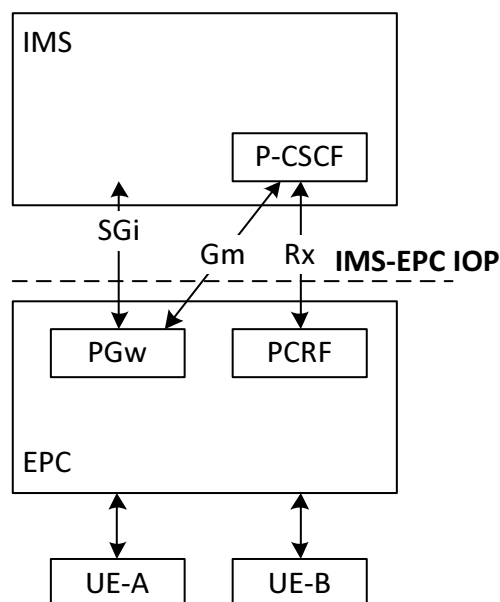 IMS
P-CSCF
SGi
Gm
Rx
IMS-EPC IOP
PGw
PCRF
EPC
UE-A
UE-B